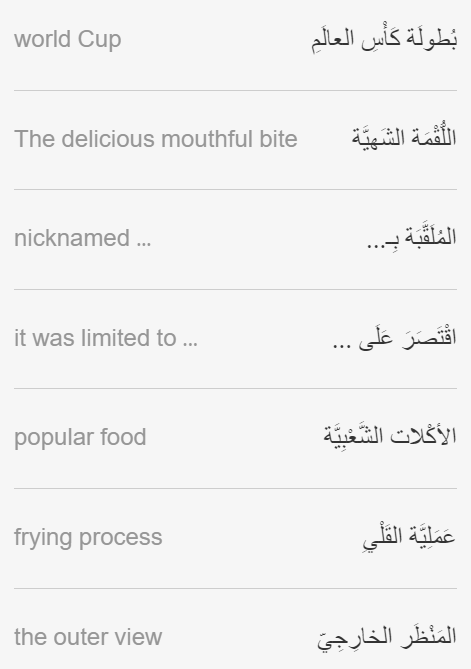 world Cup بُطولَة كَأْسِ العالَمِ
The delicious mouthful bite اللُّقْمَة الشَهِيَّة
nicknamed ... المُلَقَّبَة بِـ...
it was limited to ... اقْتَصَرَ عَلَى ...
popular food الأكْلات الشَّعْبِيَّة
frying process عَمَلِيَّة القَلْيِ
the outer view المَنْظَر الخارِجِيّ